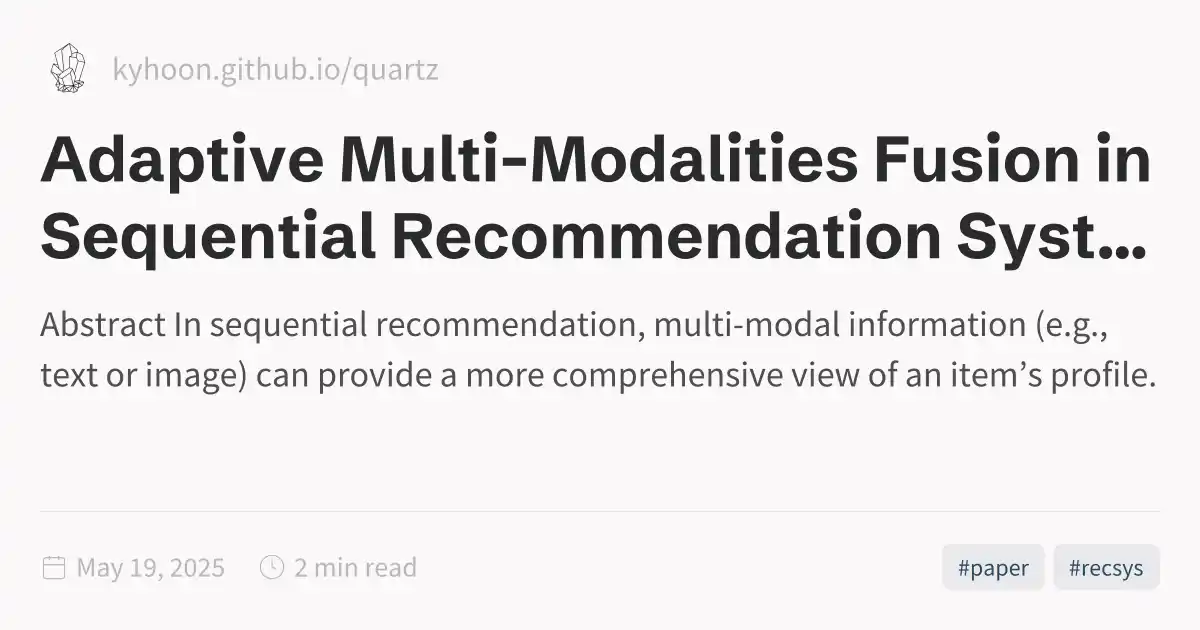 kyhoon.github.io/quartz
Adaptive Multi-Modalities Fusion in
Sequential Recommendation Syst...
Abstract In sequential recommendation, multi-modal information (e.g.,
text or image) can provide a more comprehensive view of an item’s profile.
May 19, 2025 2 min read #paper #recsys